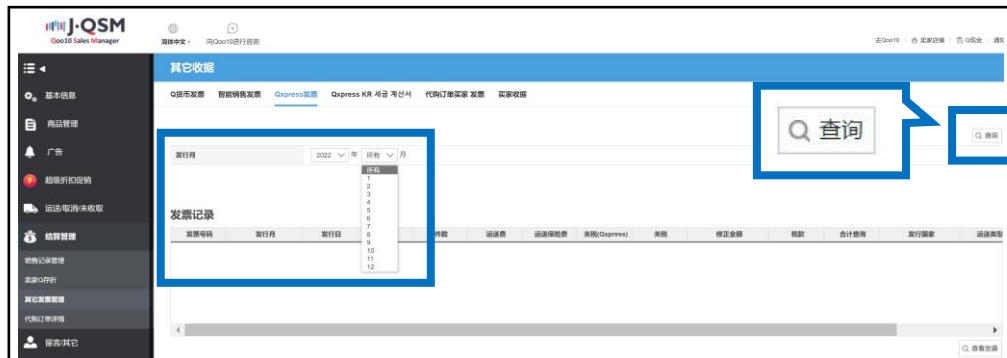 J·QSM
Qoo10 Sales Manager
简体中文
向Qoo10进行咨询
去Qoo10 | 卖家店铺 | Q现金 | 通知
其它收据
基本信息
商品管理
广告
超级折扣促销
运送/取消/未收取
结算管理
销售记录管理
卖家Q存折
其它发票管理
代购订单详情
留言/其它
Q货币发票 智能销售发票 Qxpress发票 Qxpress KR 세금 계산서 代购订单买家 发票 买家收据
查询
查询
发行月 2022 年 所有 月
所有
1
2
3
4
5
6
7
8
9
10
11
12
发票记录
发票号码 发行月 发行日 件数 运送费 运送保险费 关税(Qxpress) 关税 修正金额 税款 合计查询 发行国家 运送类型
查看发票